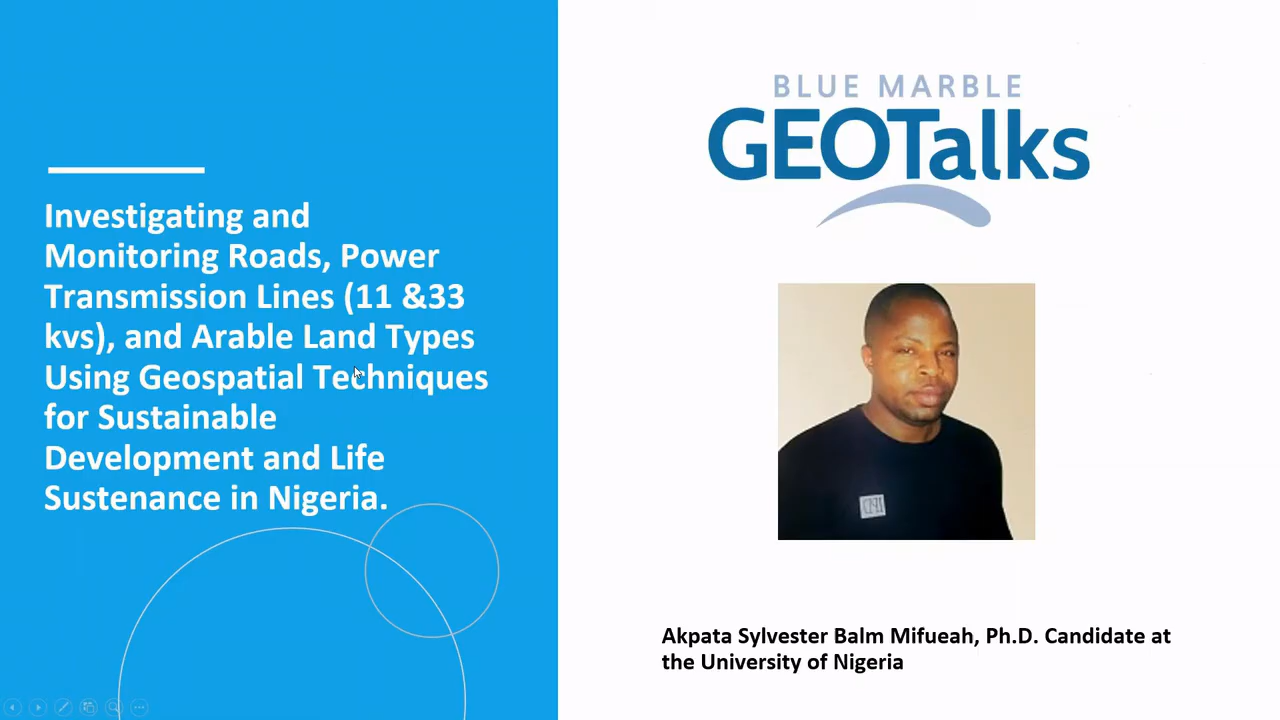 Investigating and
Monitoring Roads, Power
Transmission Lines (11 &33
kvs), and Arable Land Types
Using Geospatial Techniques
for Sustainable
Development and Life
Sustenance in Nigeria.
BLUE MARBLE
GEOTalks
Akpata Sylvester Balm Mifueah, Ph.D. Candidate at
the University of Nigeria